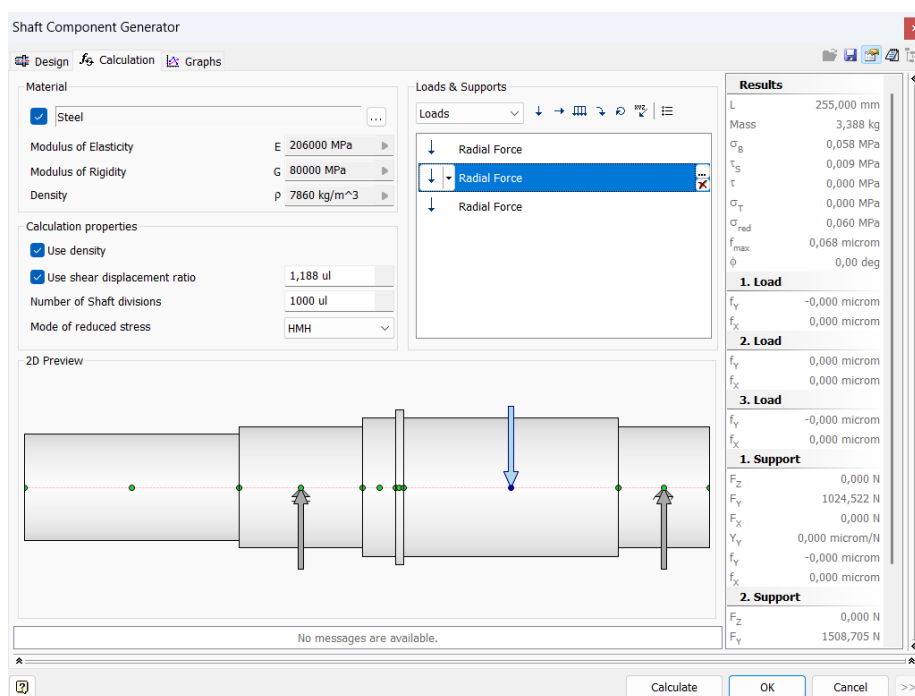 Shaft Component Generator
Design
Calculation
Graphs
Material
Steel
...
Modulus of Elasticity E 206000 MPa
Modulus of Rigidity G 80000 MPa
Density ρ 7860 kg/m^3
Calculation properties
Use density
Use shear displacement ratio 1,188 ul
Number of Shaft divisions 1000 ul
Mode of reduced stress HMH
Loads & Supports
Loads
Radial Force
Radial Force
Radial Force
2D Preview
No messages are available.
Results
L 255,000 mm
Mass 3,388 kg
σB 0,058 MPa
τS 0,009 MPa
τ 0,000 MPa
σT 0,000 MPa
σred 0,060 MPa
fmax 0,068 microm
ϕ 0,00 deg
1. Load
fY -0,000 microm
fX 0,000 microm
2. Load
fY 0,000 microm
fX 0,000 microm
3. Load
fY -0,000 microm
fX 0,000 microm
1. Support
FZ 0,000 N
FY 1024,522 N
FX 0,000 N
YY 0,000 microm/N
fY -0,000 microm
fX 0,000 microm
2. Support
FZ 0,000 N
FY 1508,705 N
Calculate
OK
Cancel
>>